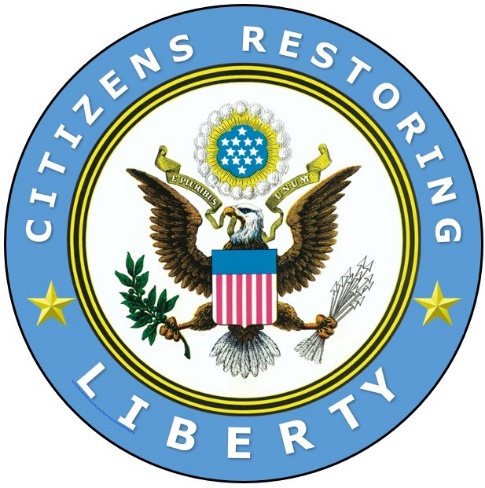 CITIZENS RESTORING
E PLURIBUS UNUM
LIBERTY